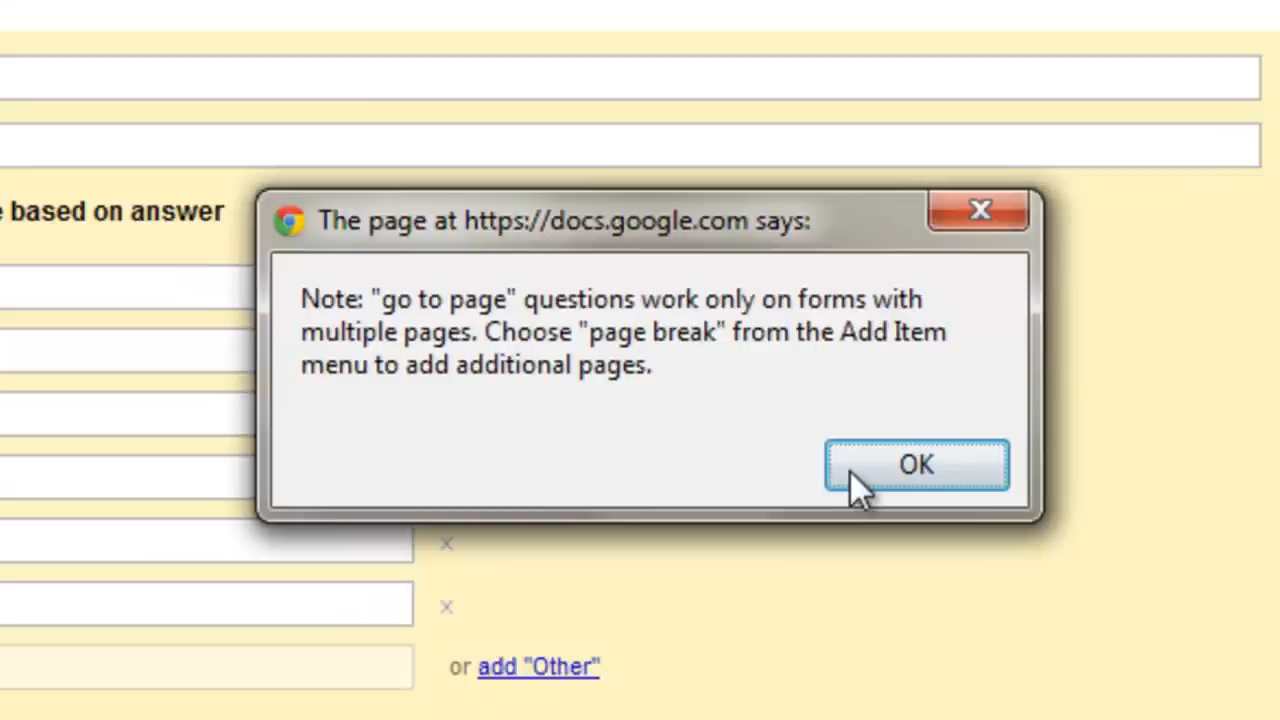 e based on answer
The page at https://docs.google.com says:
Note: "go to page" questions work only on forms with
multiple pages. Choose "page break" from the Add Item
menu to add additional pages.
OK
or add "Other"